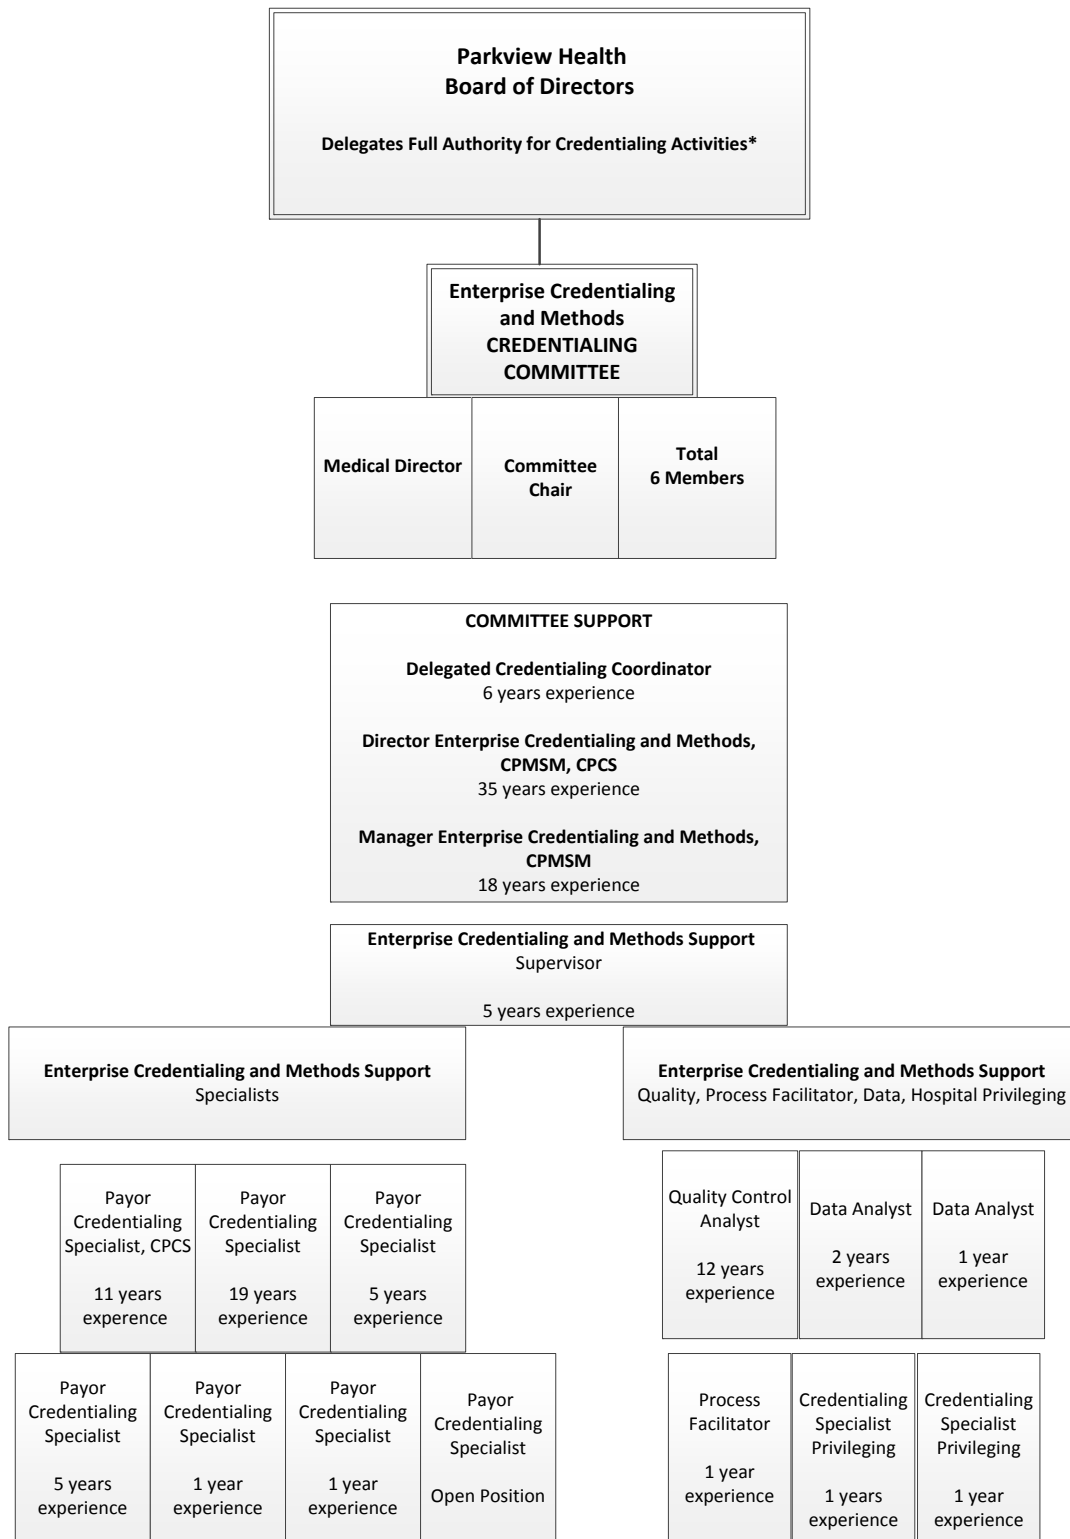 Parkview Health
Board of Directors
Delegates Full Authority for Credentialing Activities*
Enterprise Credentialing
and Methods
CREDENTIALING
COMMITTEE
Medical Director
Committee
Chair
Total
6 Members
COMMITTEE SUPPORT
Delegated Credentialing Coordinator
6 years experience
Director Enterprise Credentialing and Methods,
CPMSM, CPCS
35 years experience
Manager Enterprise Credentialing and Methods,
CPMSM
18 years experience
Enterprise Credentialing and Methods Support
Supervisor
5 years experience
Enterprise Credentialing and Methods Support
Specialists
Enterprise Credentialing and Methods Support
Quality, Process Facilitator, Data, Hospital Privileging
Payor
Credentialing
Specialist, CPCS
11 years
experence
Payor
Credentialing
Specialist
19 years
experience
Payor
Credentialing
Specialist
5 years
experience
Quality Control
Analyst
12 years
experience
Data Analyst
2 years
experience
Data Analyst
1 year
experience
Payor
Credentialing
Specialist
5 years
experience
Payor
Credentialing
Specialist
1 year
experience
Payor
Credentialing
Specialist
1 year
experience
Payor
Credentialing
Specialist
Open Position
Process
Facilitator
1 year
experience
Credentialing
Specialist
Privileging
1 years
experience
Credentialing
Specialist
Privileging
1 year
experience